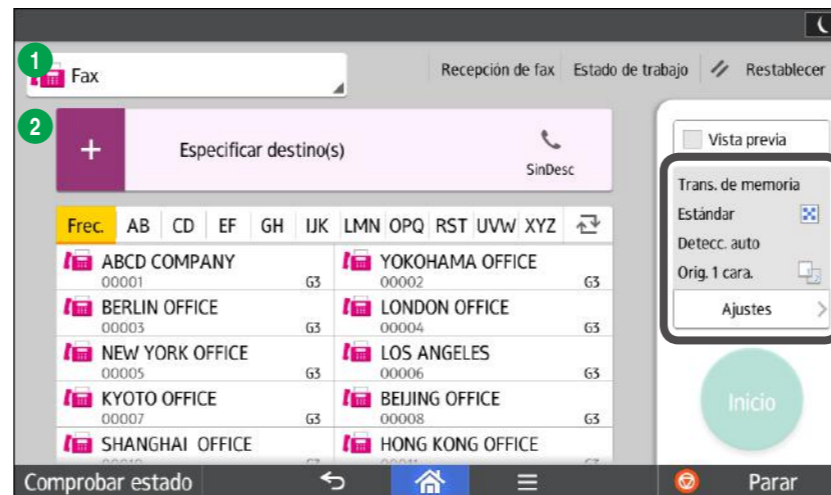 1
Fax
Recepción de fax Estado de trabajo Restablecer
2
+ Especificar destino(s)
SinDesc
Vista previa
Trans. de memoria
Estándar
Detecc. auto
Orig. 1 cara.
Ajustes
Frec. AB CD EF GH IJK LMN OPQ RST UVW XYZ
ABCD COMPANY
00001 G3
YOKOHAMA OFFICE
00002 G3
BERLIN OFFICE
00003 G3
LONDON OFFICE
00004 G3
NEW YORK OFFICE
00005 G3
LOS ANGELES
00006 G3
KYOTO OFFICE
00007 G3
BEIJING OFFICE
00008 G3
SHANGHAI OFFICE
HONG KONG OFFICE
Inicio
Comprobar estado
Parar